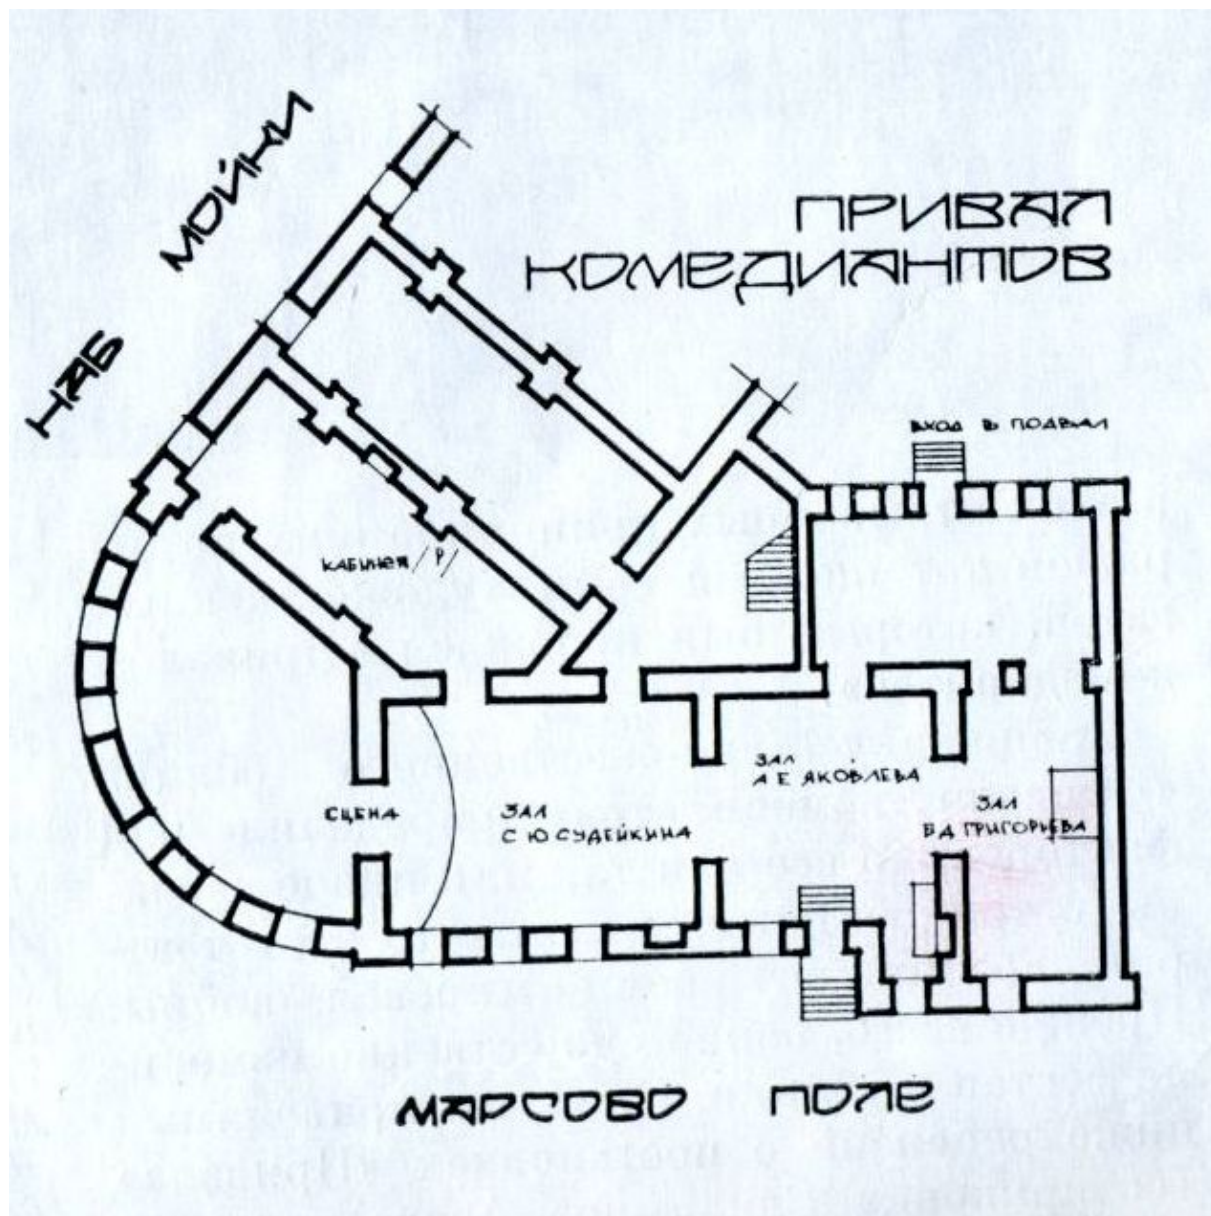 НАБ МОЙКИ
ПРИВАЛ
КОМЕДИАНТОВ
ВХОД В ПОДВАЛ
КАБИНЕТ /Р/
ЗАЛ
А Е ЯКОВЛЕВА
СЦЕНА
ЗАЛ
С Ю СУДЕЙКИНА
ЗАЛ
Б Д ГРИГОРЬЕВА
МАРСОВО ПОЛЕ